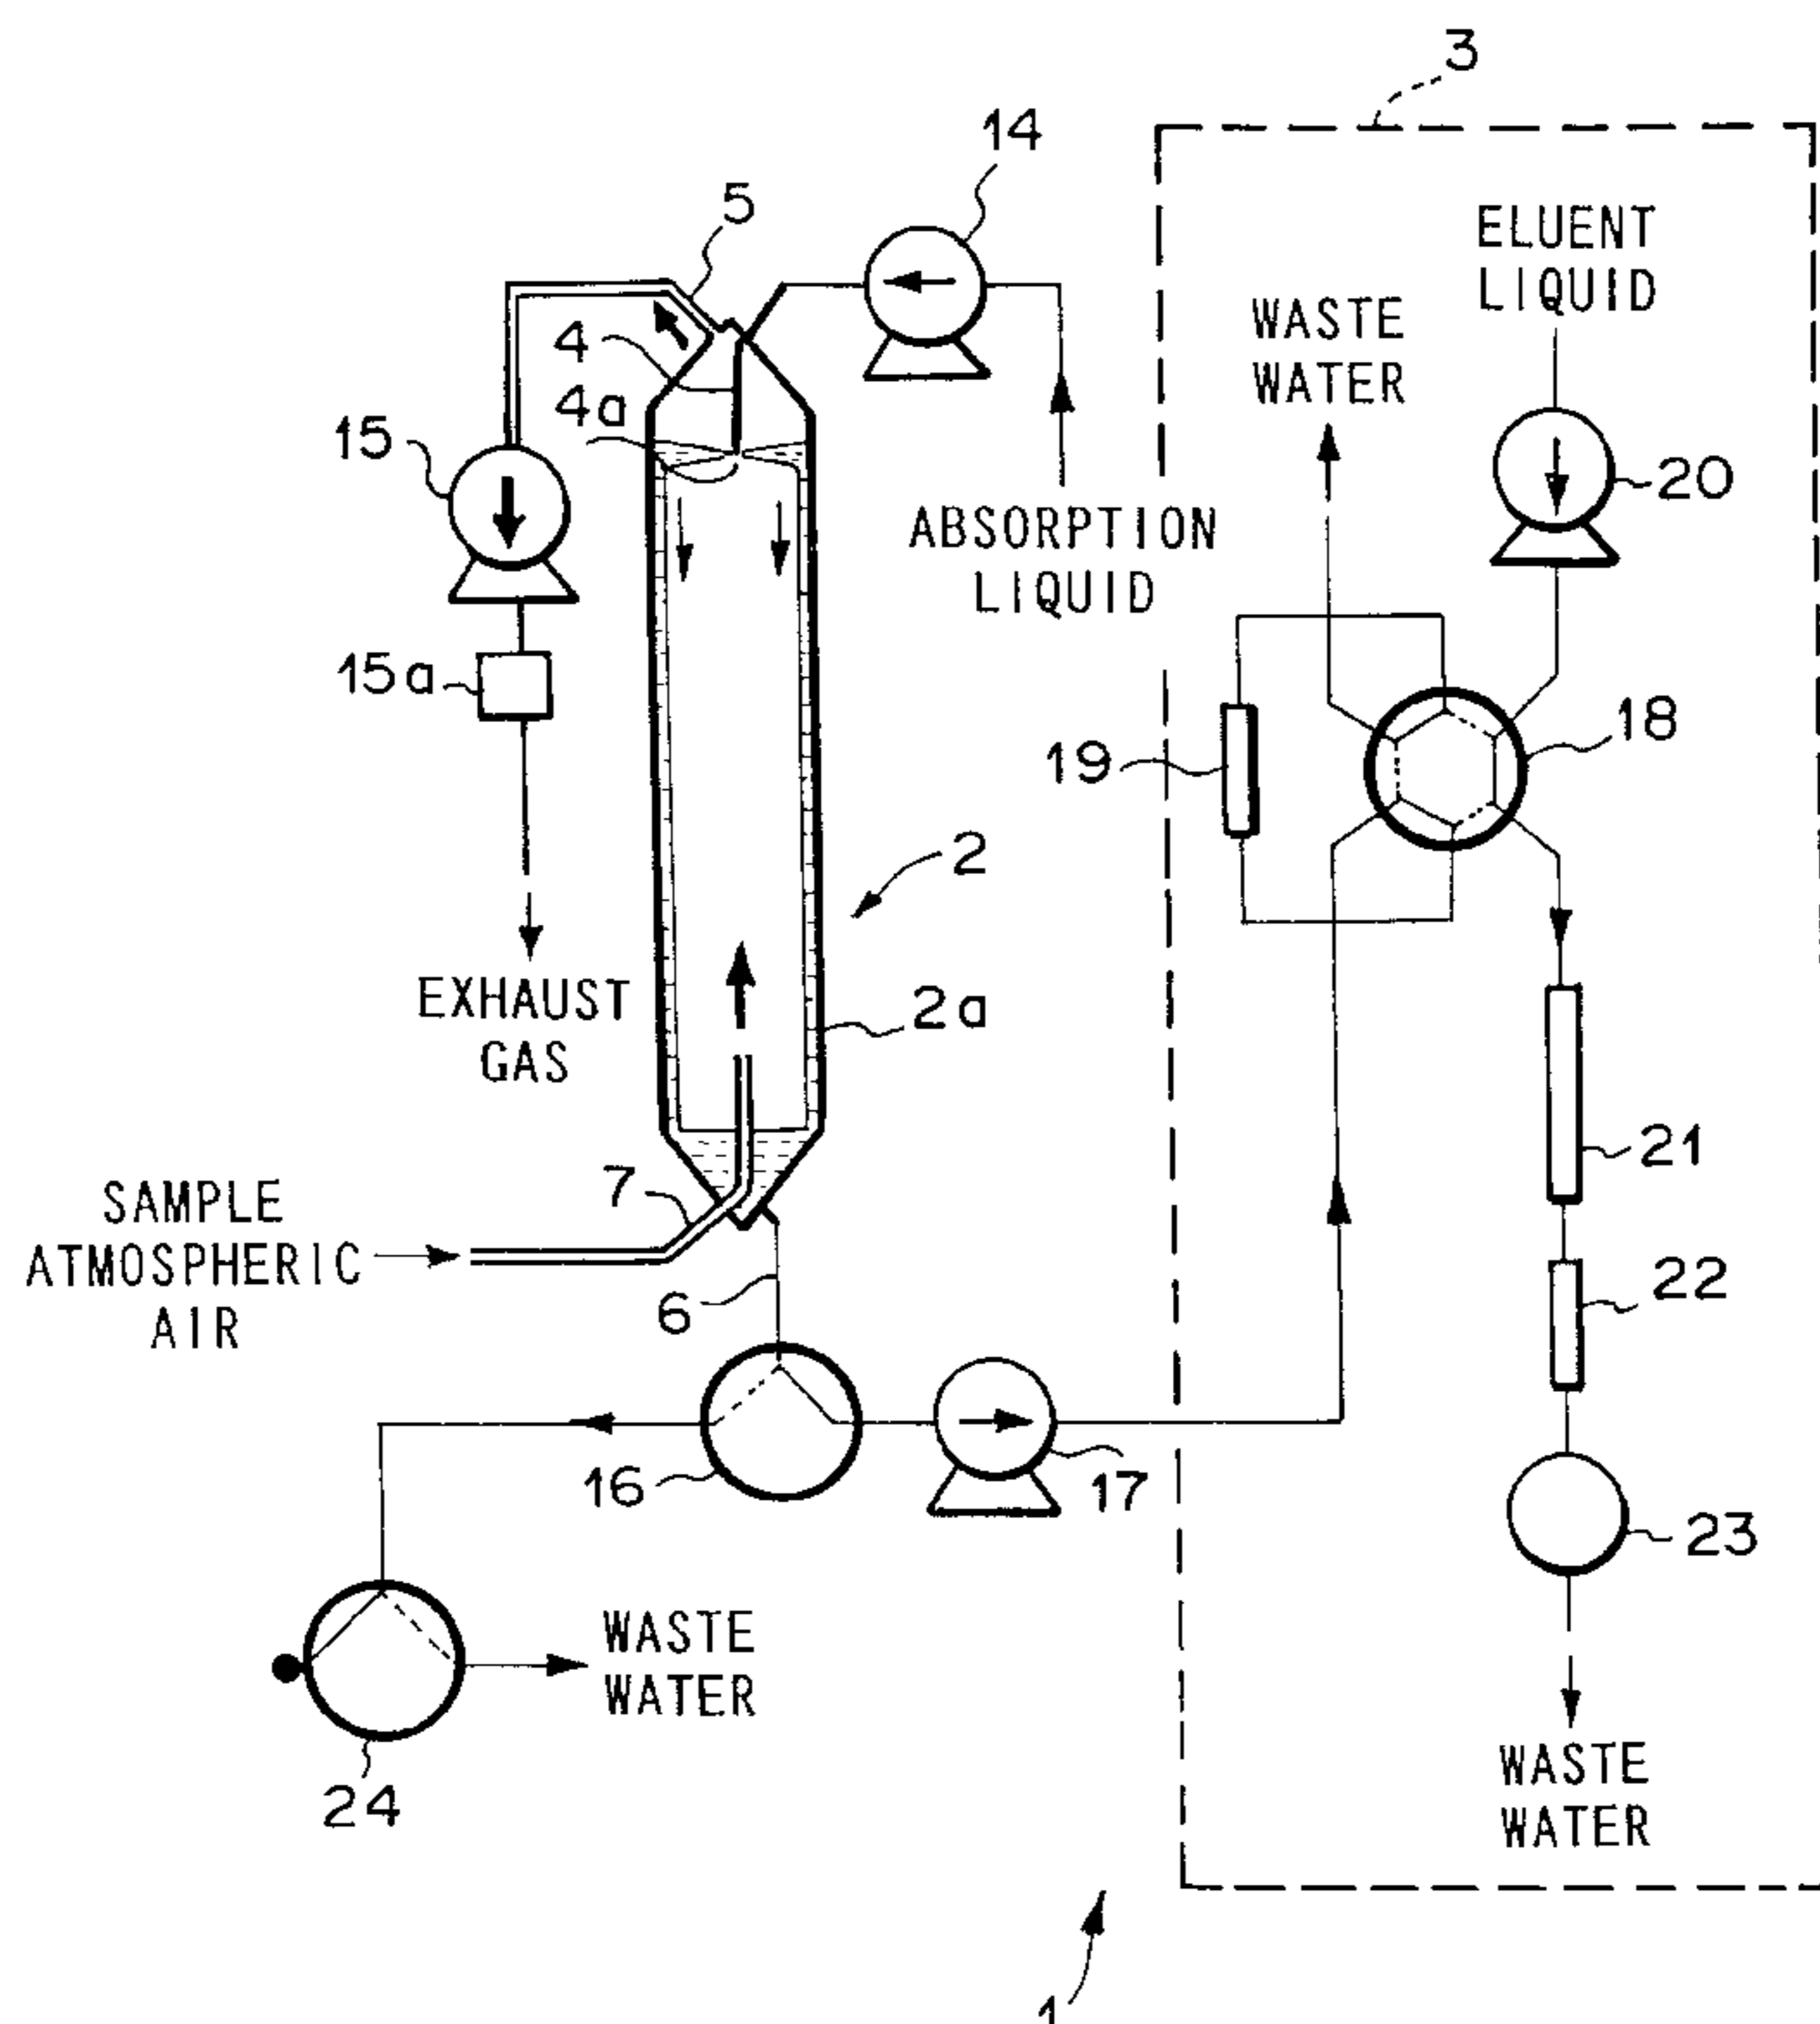 3
14
5
ELUENT
LIQUID
WASTE
WATER
4
4a
15
20
ABSORPTION
LIQUID
15a
18
19
2
EXHAUST
GAS
2a
21
SAMPLE
ATMOSPHERIC
AIR
7
22
6
16
17
23
WASTE
WATER
24
WASTE
WATER
1